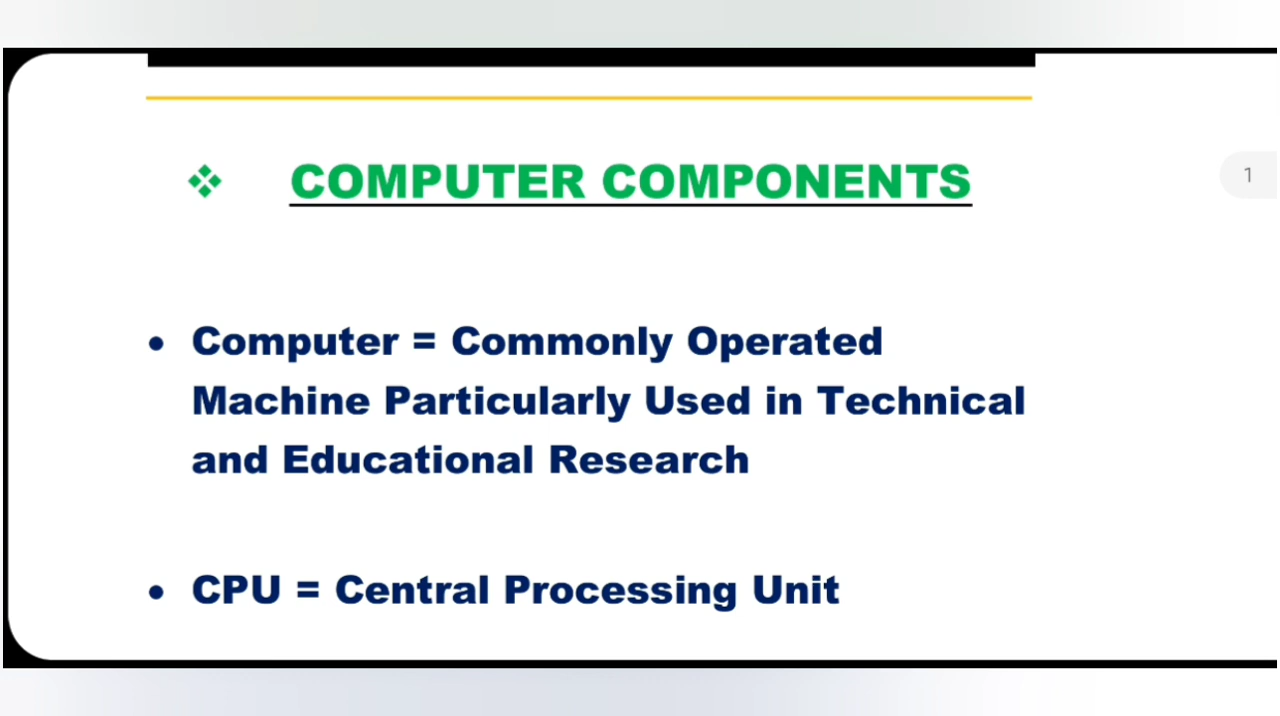 ❖ COMPUTER COMPONENTS
1
• Computer = Commonly Operated
Machine Particularly Used in Technical
and Educational Research
• CPU = Central Processing Unit